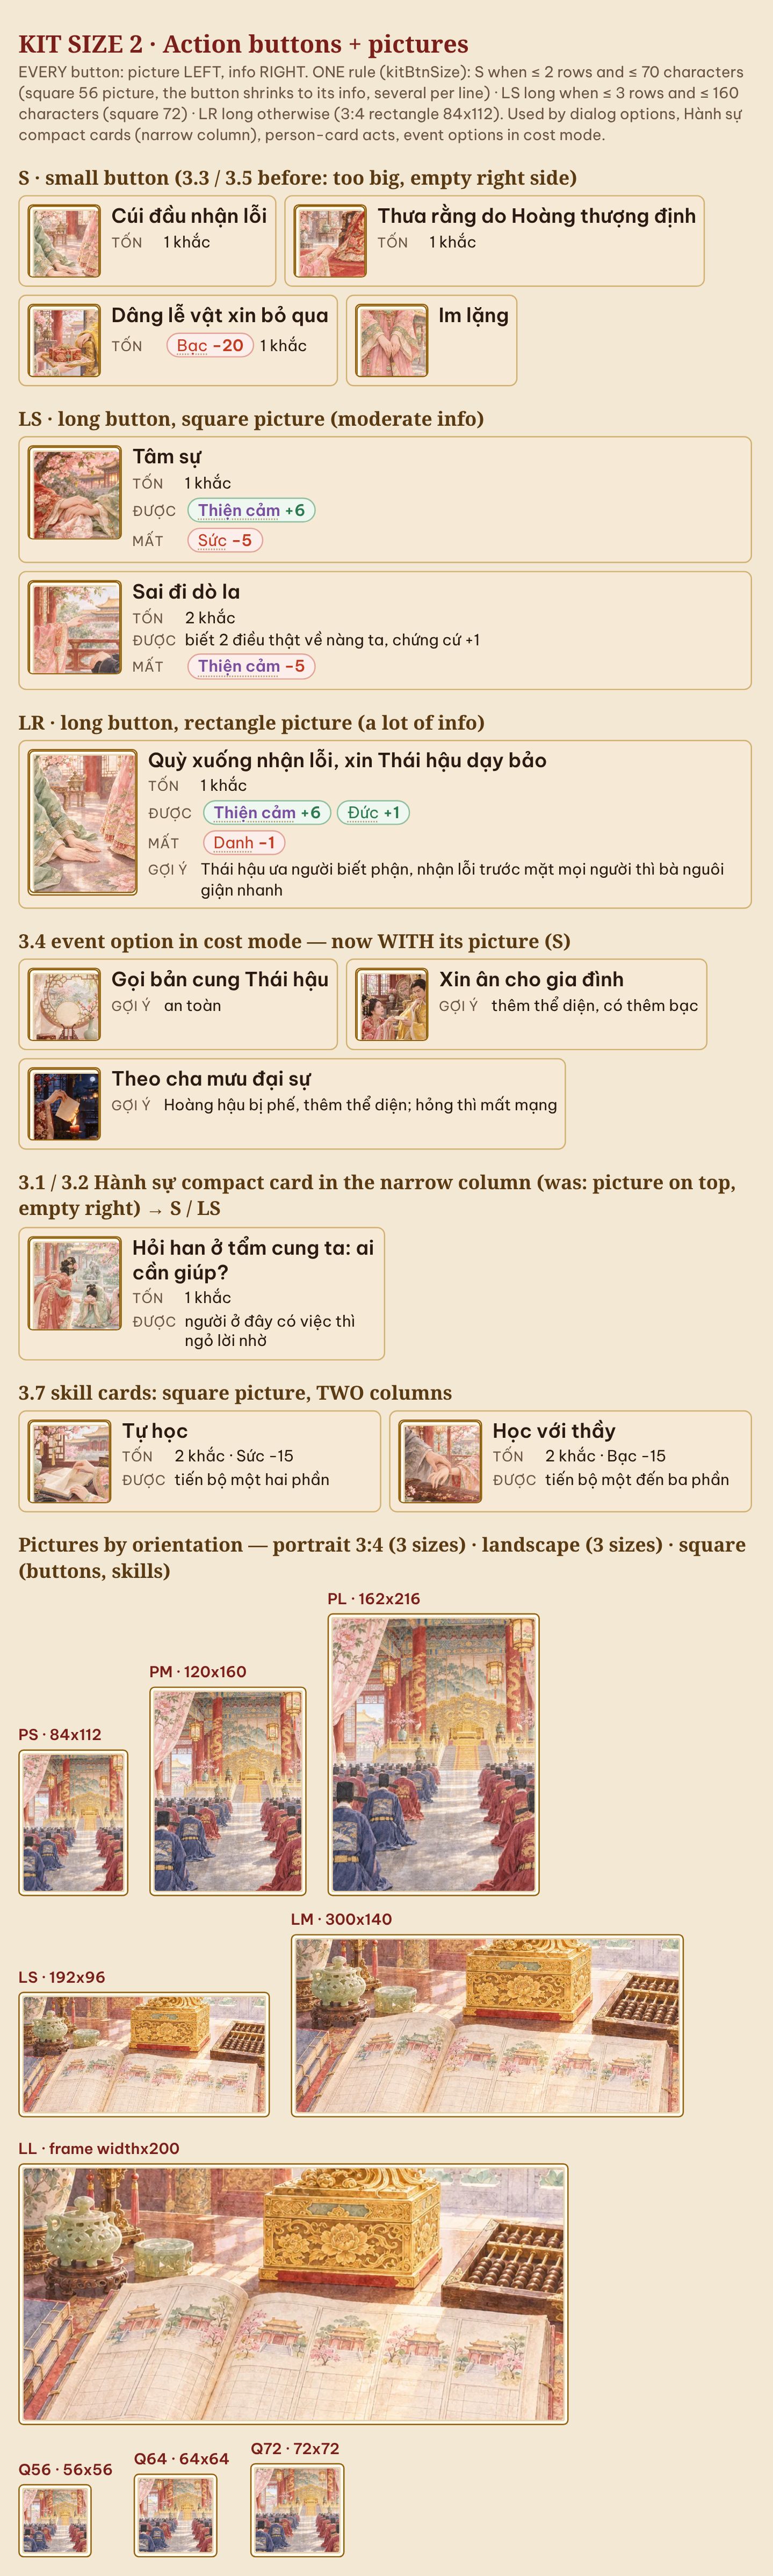 KIT SIZE 2 · Action buttons + pictures
EVERY button: picture LEFT, info RIGHT. ONE rule (kitBtnSize): S when ≤ 2 rows and ≤ 70 characters
(square 56 picture, the button shrinks to its info, several per line) · LS long when ≤ 3 rows and ≤ 160
characters (square 72) · LR long otherwise (3:4 rectangle 84x112). Used by dialog options, Hành sự
compact cards (narrow column), person-card acts, event options in cost mode.
S · small button (3.3 / 3.5 before: too big, empty right side)
Cúi đầu nhận lỗi
TỐN 1 khắc
Thưa rằng do Hoàng thượng định
TỐN 1 khắc
Dâng lễ vật xin bỏ qua
TỐN Bạc −20 1 khắc
Im lặng
LS · long button, square picture (moderate info)
Tâm sự
TỐN 1 khắc
ĐƯỢC Thiện cảm +6
MẤT Sức −5
Sai đi dò la
TỐN 2 khắc
ĐƯỢC biết 2 điều thật về nàng ta, chứng cứ +1
MẤT Thiện cảm −5
LR · long button, rectangle picture (a lot of info)
Quỳ xuống nhận lỗi, xin Thái hậu dạy bảo
TỐN 1 khắc
ĐƯỢC Thiện cảm +6 Đức +1
MẤT Danh −1
GỢI Ý Thái hậu ưa người biết phận, nhận lỗi trước mặt mọi người thì bà nguôi
giận nhanh
3.4 event option in cost mode — now WITH its picture (S)
Gọi bản cung Thái hậu
GỢI Ý an toàn
Xin ân cho gia đình
GỢI Ý thêm thể diện, có thêm bạc
Theo cha mưu đại sự
GỢI Ý Hoàng hậu bị phế, thêm thể diện; hỏng thì mất mạng
3.1 / 3.2 Hành sự compact card in the narrow column (was: picture on top,
empty right) → S / LS
Hỏi han ở tẩm cung ta: ai
cần giúp?
TỐN 1 khắc
ĐƯỢC người ở đây có việc thì
ngỏ lời nhờ
3.7 skill cards: square picture, TWO columns
Tự học
TỐN 2 khắc · Sức -15
ĐƯỢC tiến bộ một hai phần
Học với thầy
TỐN 2 khắc · Bạc -15
ĐƯỢC tiến bộ một đến ba phần
Pictures by orientation — portrait 3:4 (3 sizes) · landscape (3 sizes) · square
(buttons, skills)
PS · 84x112
PM · 120x160
PL · 162x216
LS · 192x96
LM · 300x140
LL · frame widthx200
Q56 · 56x56
Q64 · 64x64
Q72 · 72x72